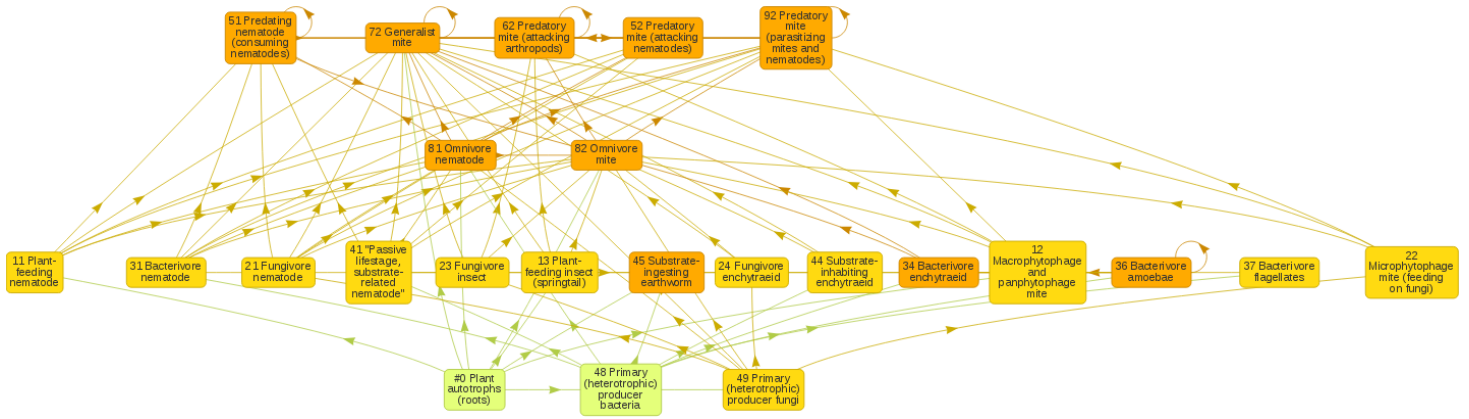 51 Predating
nematode
(consuming
nematodes)
72 Generalist
mite
62 Predatory
mite (attacking
arthropods)
52 Predatory
mite (attacking
nematodes)
92 Predatory
mite
(parasitizing
mites and
nematodes)
81 Omnivore
nematode
82 Omnivore
mite
11 Plant-
feeding
nematode
31 Bacterivore
nematode
21 Fungivore
nematode
41 "Passive
lifestage,
substrate-
related
nematode"
23 Fungivore
insect
13 Plant-
feeding insect
(springtail)
45 Substrate-
ingesting
earthworm
24 Fungivore
enchytraeid
44 Substrate-
inhabiting
enchytraeid
34 Bacterivore
enchytraeid
12
Macrophytophage
and
panphytophage
mite
36 Bacterivore
amoebae
37 Bacterivore
flagellates
22
Microphytophage
mite (feeding
on fungi)
#0 Plant
autotrophs
(roots)
48 Primary
(heterotrophic)
producer
bacteria
49 Primary
(heterotrophic)
producer fungi